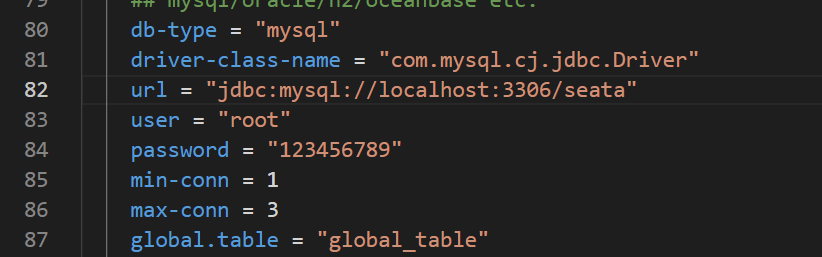 79 ## mysql/oracle/h2/oceanbase etc.
80 db-type = "mysql"
81 driver-class-name = "com.mysql.cj.jdbc.Driver"
82 url = "jdbc:mysql://localhost:3306/seata"
83 user = "root"
84 password = "123456789"
85 min-conn = 1
86 max-conn = 3
87 global.table = "global_table"